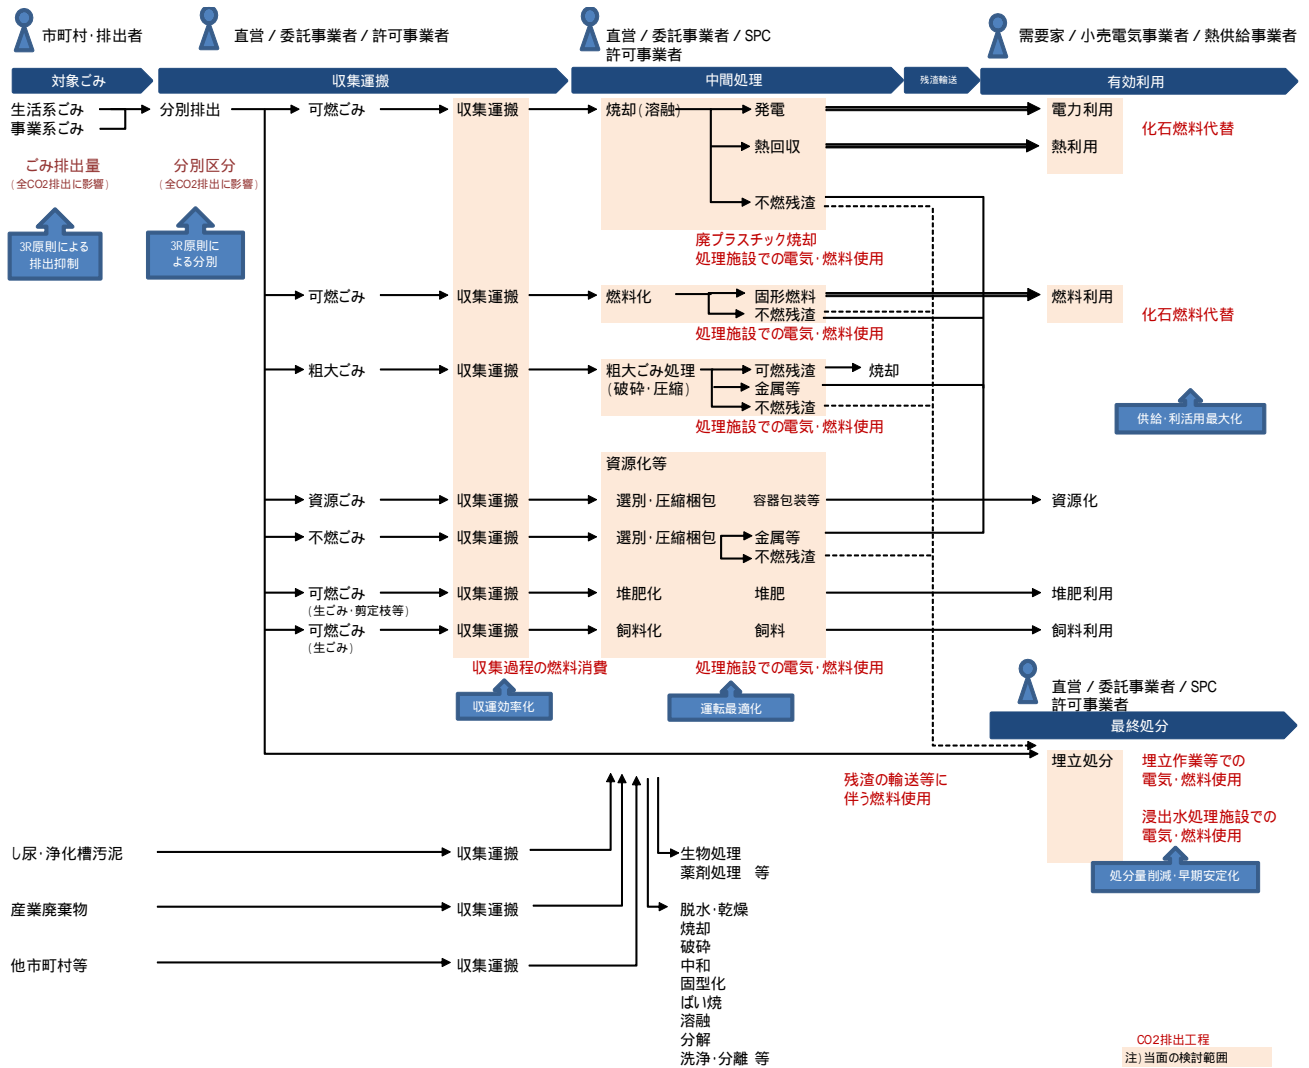 市町村･排出者
直営 / 委託事業者 / 許可事業者
直営 / 委託事業者 / SPC
許可事業者
需要家 / 小売電気事業者 / 熱供給事業者
対象ごみ
収集運搬
中間処理
残渣輸送
有効利用
生活系ごみ
事業系ごみ
分別排出
可燃ごみ
収集運搬
焼却(溶融)
発電
電力利用
化石燃料代替
熱回収
熱利用
ごみ排出量
(全CO2排出に影響)
分別区分
(全CO2排出に影響)
不燃残渣
3R原則による
排出抑制
3R原則に
よる分別
廃プラスチック焼却
処理施設での電気･燃料使用
可燃ごみ
収集運搬
燃料化
固形燃料
不燃残渣
燃料利用
化石燃料代替
処理施設での電気･燃料使用
粗大ごみ
収集運搬
粗大ごみ処理
(破砕･圧縮)
可燃残渣
焼却
金属等
不燃残渣
処理施設での電気･燃料使用
供給･利活用最大化
資源化等
資源ごみ
収集運搬
選別･圧縮梱包
容器包装等
資源化
不燃ごみ
収集運搬
選別･圧縮梱包
金属等
不燃残渣
可燃ごみ
(生ごみ･剪定枝等)
収集運搬
堆肥化
堆肥
堆肥利用
可燃ごみ
(生ごみ)
収集運搬
飼料化
飼料
飼料利用
収集過程の燃料消費
処理施設での電気･燃料使用
収運効率化
運転最適化
直営 / 委託事業者 / SPC
許可事業者
最終処分
埋立処分
埋立作業等での
電気･燃料使用
浸出水処理施設での
電気･燃料使用
処分量削減･早期安定化
残渣の輸送等に
伴う燃料使用
し尿･浄化槽汚泥
収集運搬
生物処理
薬剤処理 等
産業廃棄物
収集運搬
脱水･乾燥
焼却
破砕
中和
固型化
ばい焼
溶融
分解
洗浄･分離 等
他市町村等
収集運搬
CO2排出工程
注)当面の検討範囲